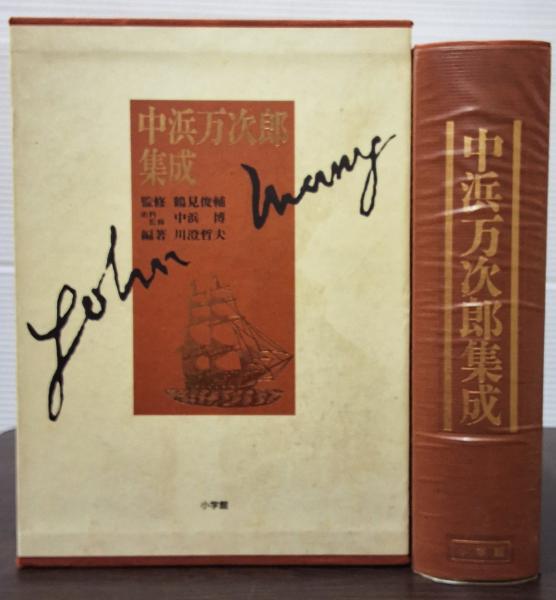 中浜万次郎
集成
監修 鶴見俊輔
史料監修 中浜 博
編著 川澄哲夫
John Mung
小学館
中浜万次郎集成
小学館